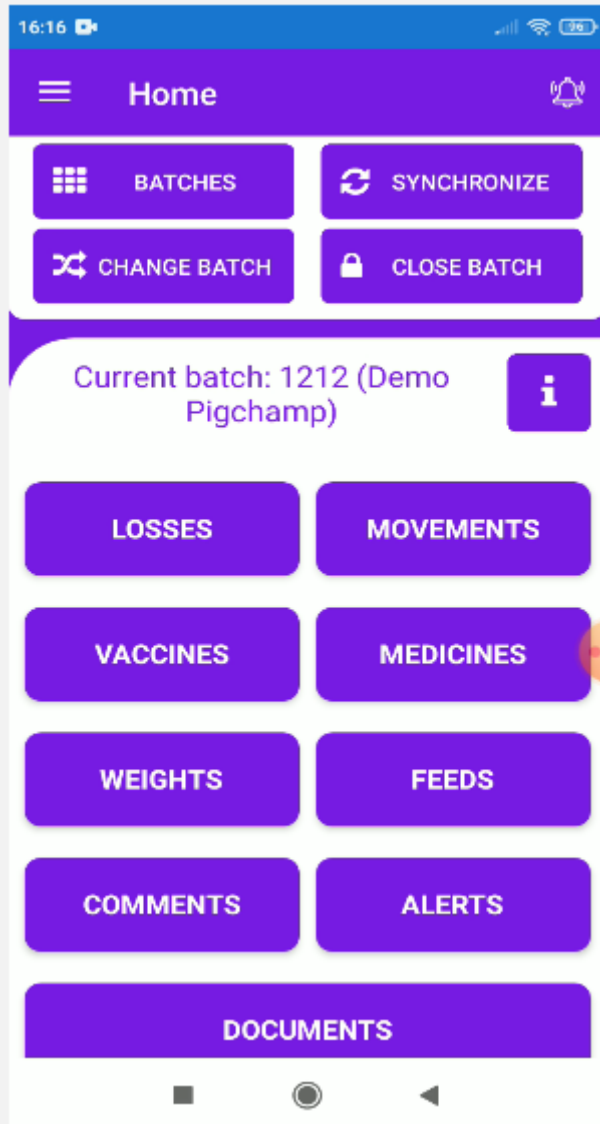 16:16
96
Home
BATCHES
SYNCHRONIZE
CHANGE BATCH
CLOSE BATCH
Current batch: 1212 (Demo
Pigchamp)
i
LOSSES
MOVEMENTS
VACCINES
MEDICINES
WEIGHTS
FEEDS
COMMENTS
ALERTS
DOCUMENTS